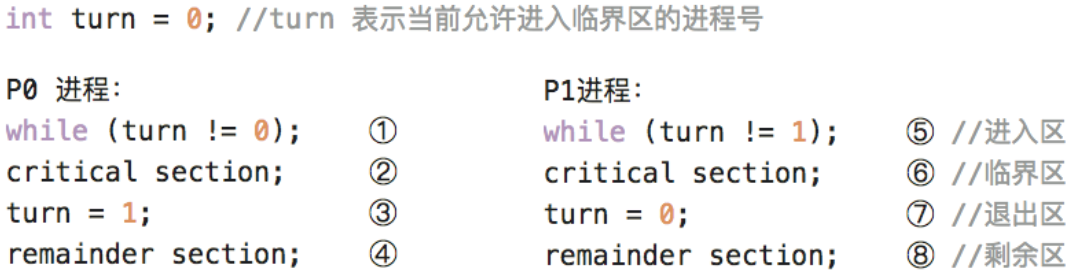 int turn = 0; //turn 表示当前允许进入临界区的进程号
P0 进程:
while (turn != 0); ①
critical section; ②
turn = 1; ③
remainder section; ④
P1进程:
while (turn != 1); ⑤ //进入区
critical section; ⑥ //临界区
turn = 0; ⑦ //退出区
remainder section; ⑧ //剩余区